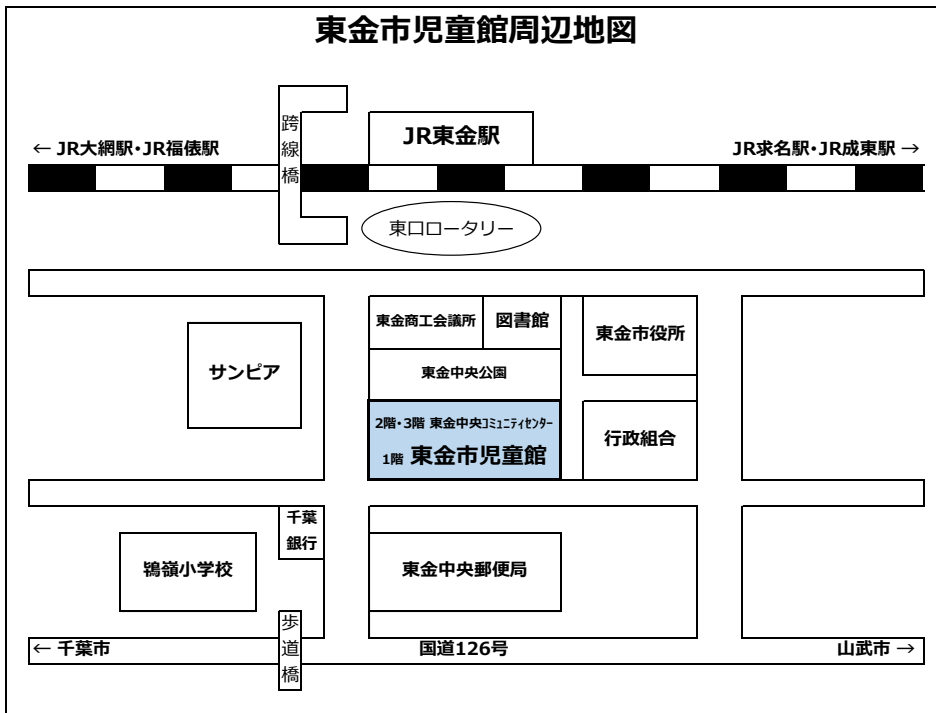 東金市児童館周辺地図
跨線橋
JR東金駅
← JR大網駅・JR福俵駅
JR求名駅・JR成東駅 →
東口ロータリー
東金商工会議所
図書館
東金市役所
サンピア
東金中央公園
2階・3階 東金中央コミュニティセンター
1階 東金市児童館
行政組合
千葉
銀行
鴇嶺小学校
東金中央郵便局
歩道橋
← 千葉市
国道126号
山武市 →